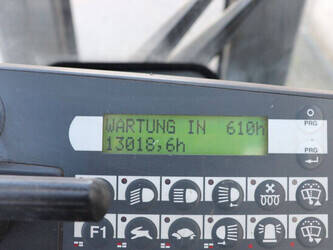 WARTUNG IN 610h
13018,6h
PRG
PRG
F1